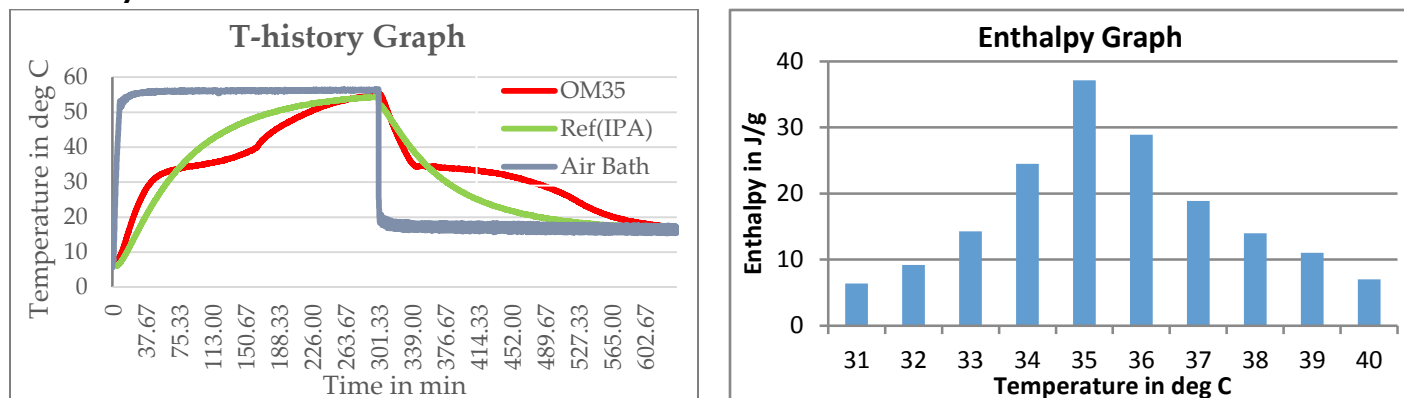 T-history Graph
Temperature in deg C
60
50
40
30
20
10
0
OM35
Ref(IPA)
Air Bath
0
37.67
75.33
113.00
150.67
188.33
226.00
263.67
301.33
339.00
376.67
414.33
452.00
489.67
527.33
565.00
602.67
Time in min
Enthalpy Graph
Enthalpy in J/g
40
30
20
10
0
31 32 33 34 35 36 37 38 39 40
Temperature in deg C